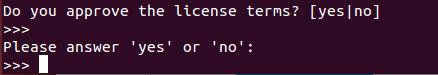 Do you approve the license terms? [yes|no]
>>>
Please answer 'yes' or 'no':
>>>